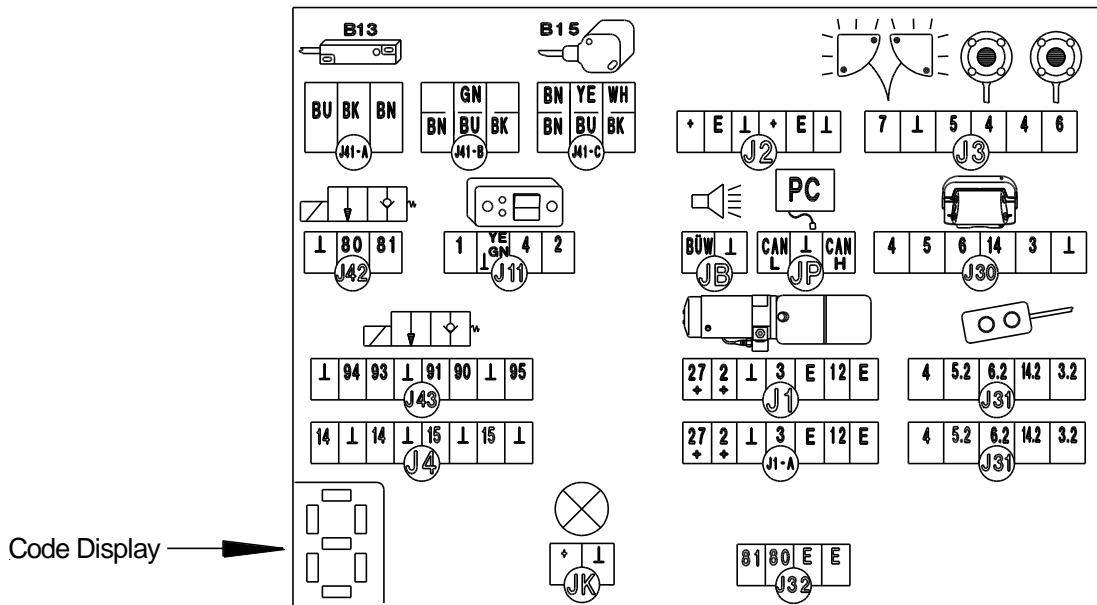 B13 B15
BU BK BN
J41-A
GN
BN BU BK
J41-B
BN YE WH
BN BU BK
J41-C
+ E ⊥ + E ⊥
J2
7 ⊥ 5 4 4 6
J3
PC
⊥ 80 81
J42
1 ⊥ YE GN 4 2
J11
BÜW ⊥
JB
CAN L ⊥ CAN H
JP
4 5 6 14 3 ⊥
J30
⊥ 94 93 ⊥ 91 90 ⊥ 95
J43
27 + 2 + ⊥ 3 E 12 E
J1
4 5.2 6.2 14.2 3.2
J31
14 ⊥ 14 ⊥ 15 ⊥ 15 ⊥
J4
27 + 2 + ⊥ 3 E 12 E
J1-A
4 5.2 6.2 14.2 3.2
J31
Code Display
+ ⊥
JK
81 80 E E
J32